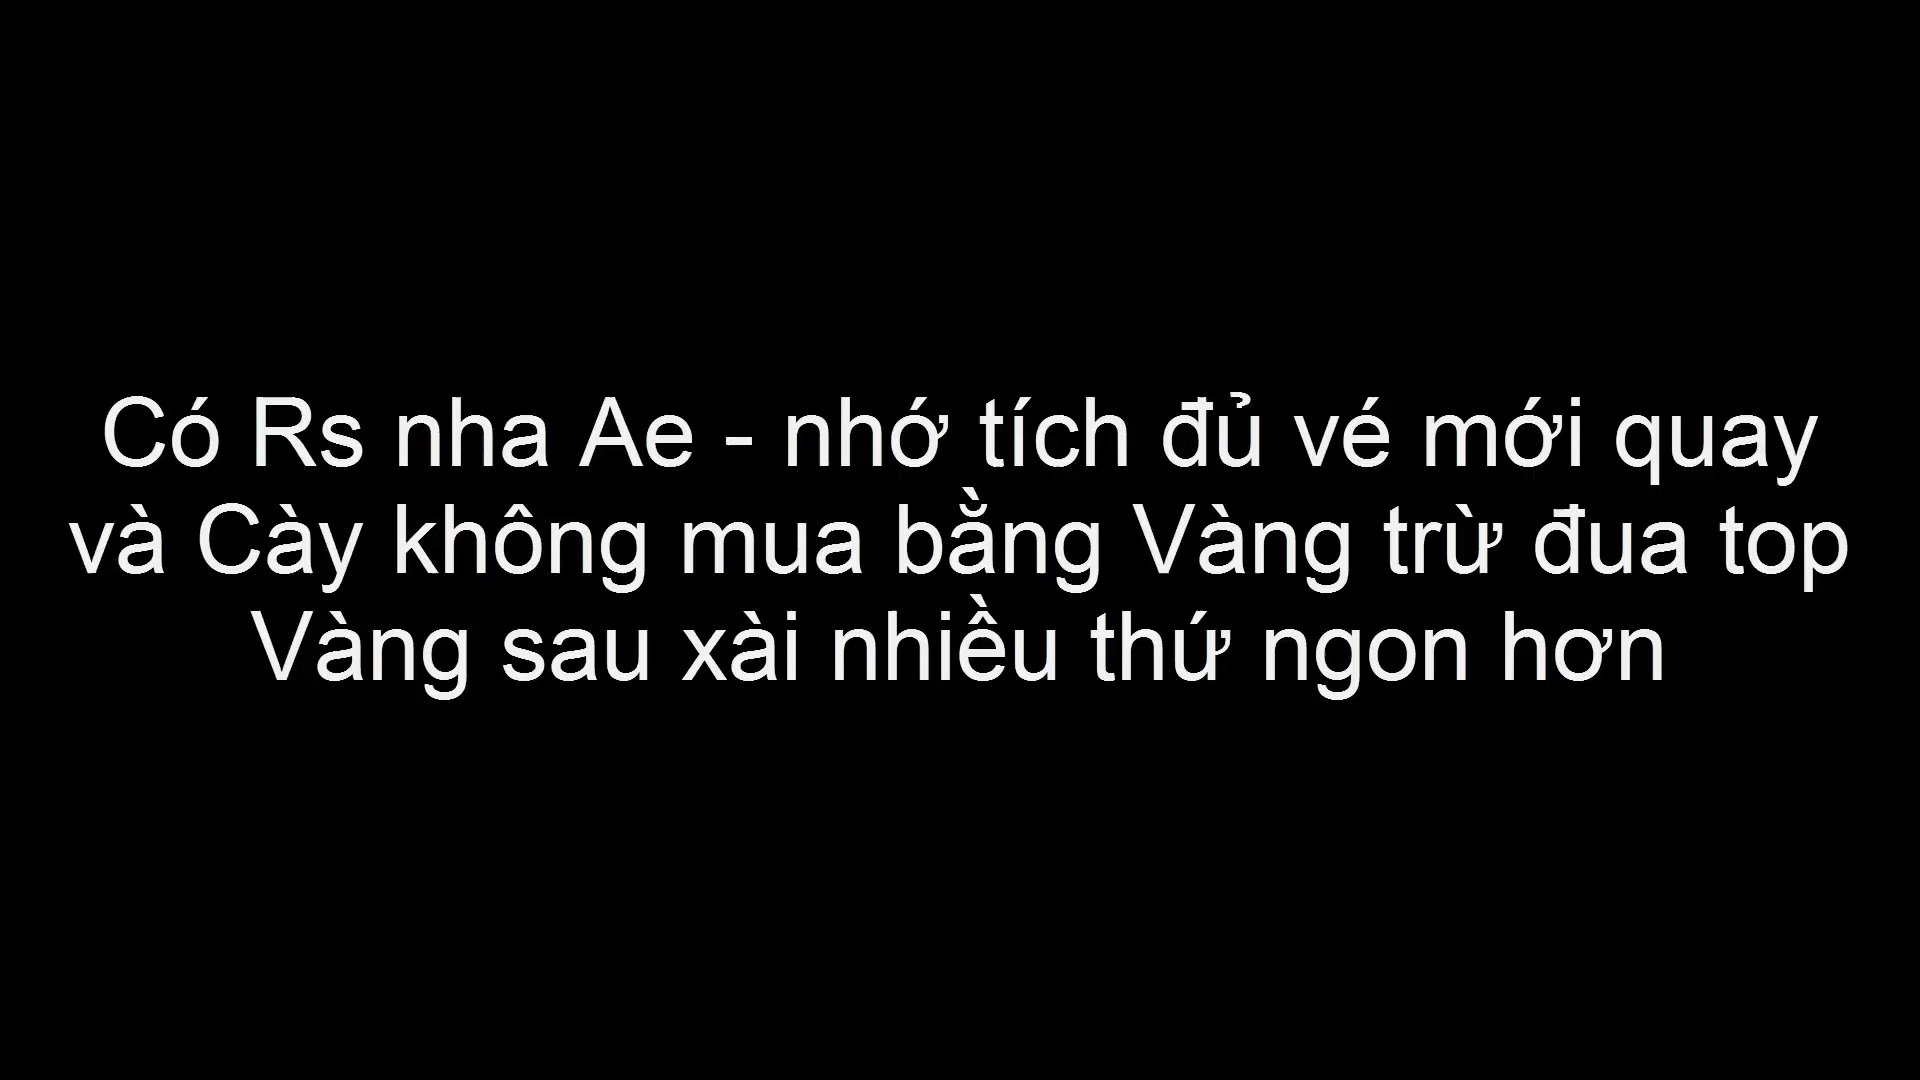 Có Rs nha Ae - nhớ tích đủ vé mới quay
và Cày không mua bằng Vàng trừ đua top
Vàng sau xài nhiều thứ ngon hơn